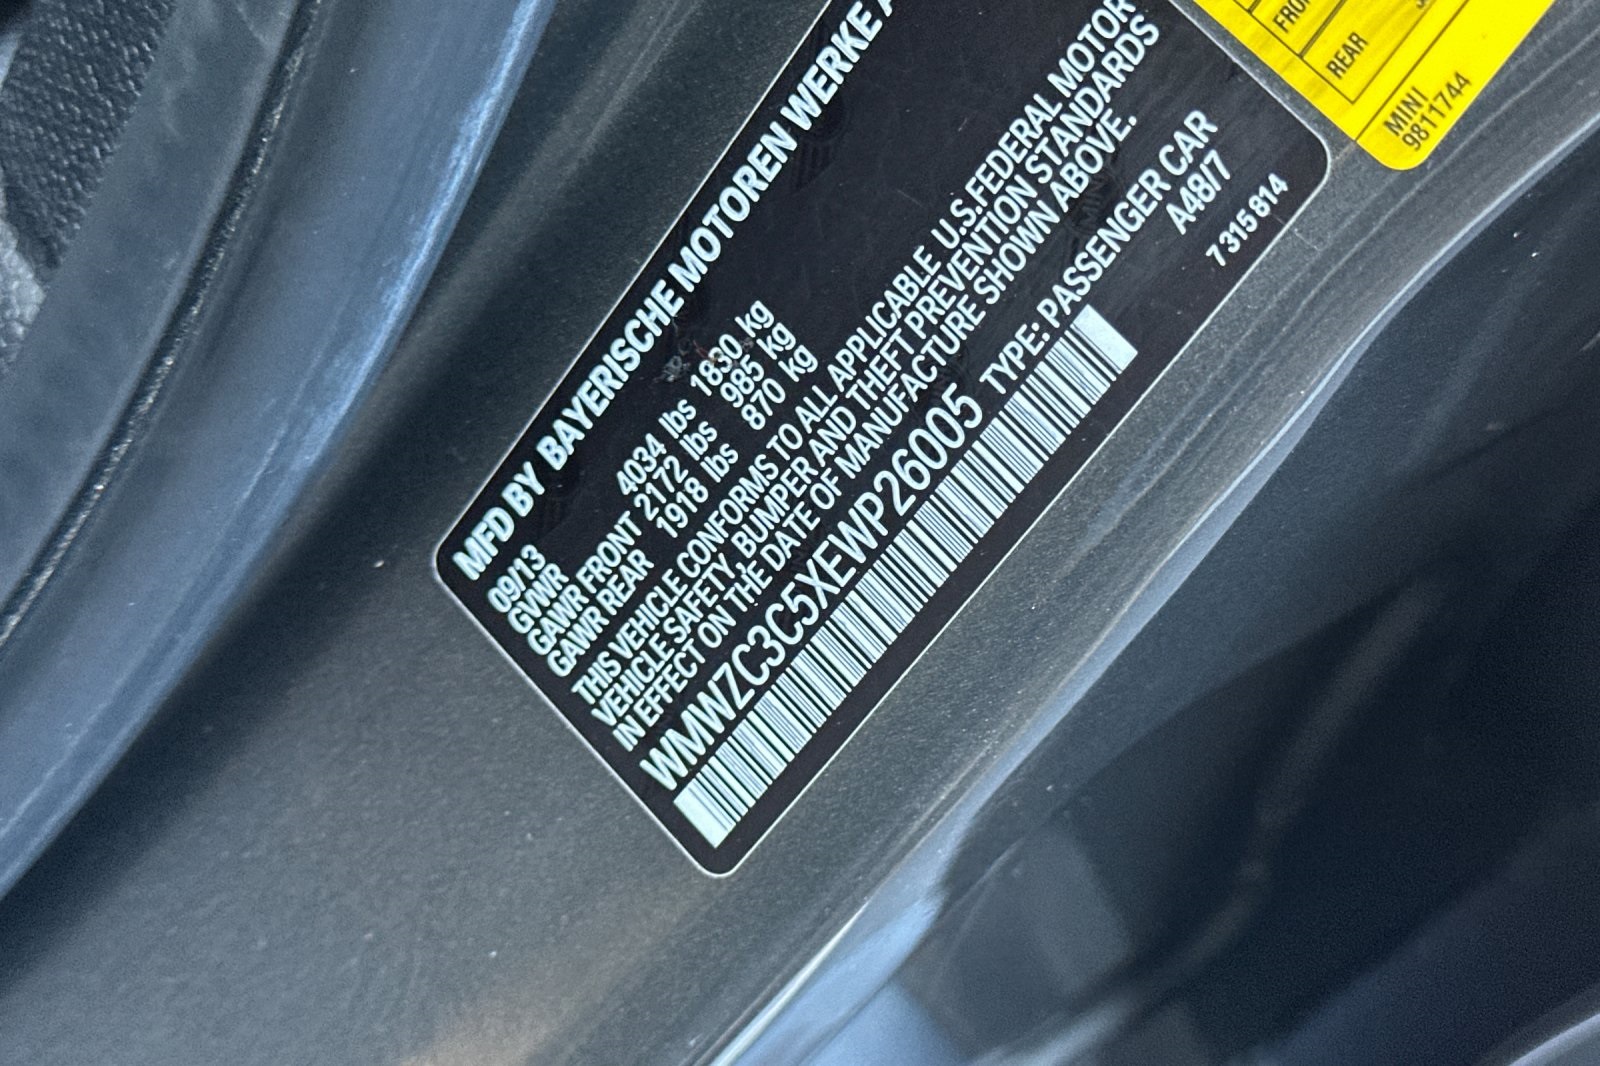 MFD BY BAYERISCHE MOTOREN WERKE
09/13
GVWR 4034 lbs 1830 kg
GAWR FRONT 2172 lbs 985 kg
GAWR REAR 1918 lbs 870 kg
THIS VEHICLE CONFORMS TO ALL APPLICABLE U.S.FEDERAL MOTOR
VEHICLE SAFETY, BUMPER AND THEFT PREVENTION STANDARDS
IN EFFECT ON THE DATE OF MANUFACTURE SHOWN ABOVE.
WMWZC3C5XEWP26005 TYPE: PASSENGER CAR
A48/7
7 315 814
REAR
MINI
9811744